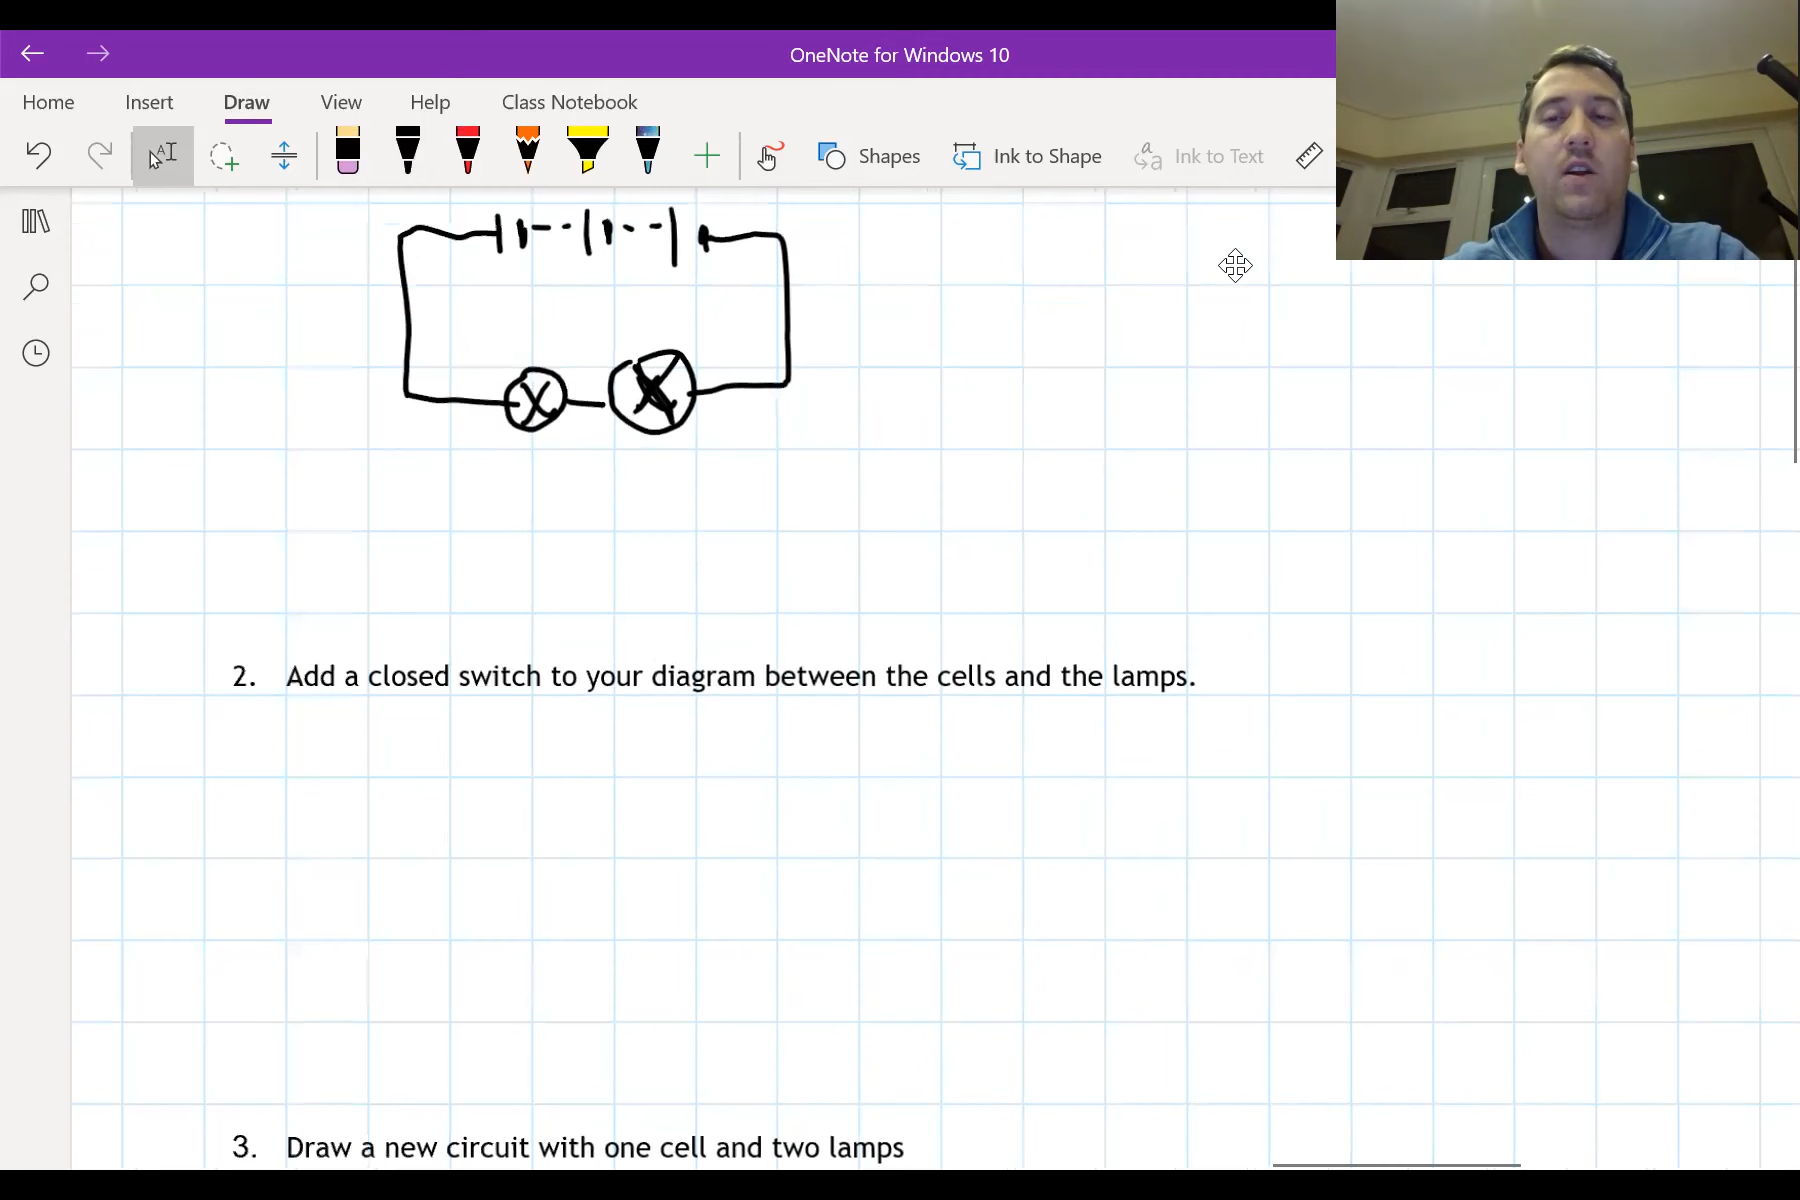 OneNote for Windows 10
Home Insert Draw View Help Class Notebook
Shapes Ink to Shape Ink to Text
2. Add a closed switch to your diagram between the cells and the lamps.
3. Draw a new circuit with one cell and two lamps